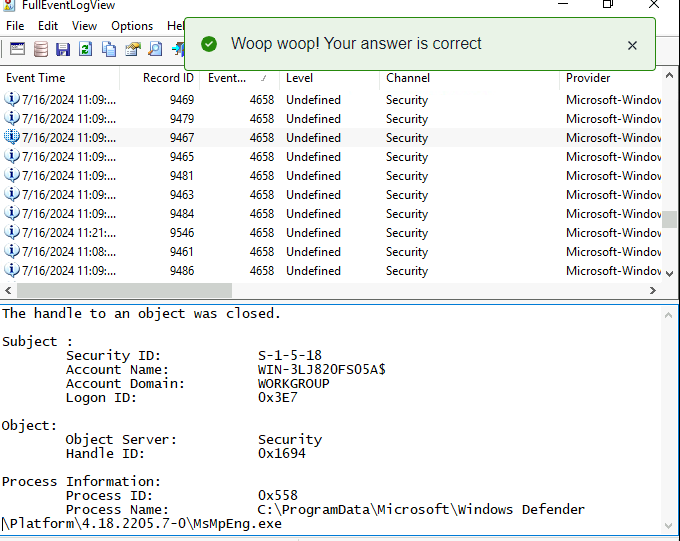 FullEventLogView
File Edit View Options Hel
Woop woop! Your answer is correct
Event Time Record ID Event... Level Channel Provider
7/16/2024 11:09:... 9469 4658 Undefined Security Microsoft-Window
7/16/2024 11:09:... 9479 4658 Undefined Security Microsoft-Window
7/16/2024 11:09:... 9467 4658 Undefined Security Microsoft-Window
7/16/2024 11:09:... 9465 4658 Undefined Security Microsoft-Window
7/16/2024 11:09:... 9481 4658 Undefined Security Microsoft-Window
7/16/2024 11:09:... 9463 4658 Undefined Security Microsoft-Window
7/16/2024 11:09:... 9484 4658 Undefined Security Microsoft-Window
7/16/2024 11:21:... 9546 4658 Undefined Security Microsoft-Window
7/16/2024 11:08:... 9461 4658 Undefined Security Microsoft-Window
7/16/2024 11:09:... 9486 4658 Undefined Security Microsoft-Window
The handle to an object was closed.
Subject :
Security ID: S-1-5-18
Account Name: WIN-3LJ82OFS05A$
Account Domain: WORKGROUP
Logon ID: 0x3E7
Object:
Object Server: Security
Handle ID: 0x1694
Process Information:
Process ID: 0x558
Process Name: C:\ProgramData\Microsoft\Windows Defender
\Platform\4.18.2205.7-0\MsMpEng.exe